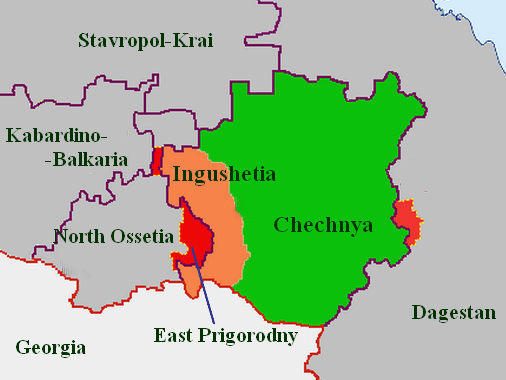 Stavropol-Krai
Kabardino-
-Balkaria
Ingushetia
Chechnya
North Ossetia
Dagestan
East Prigorodny
Georgia